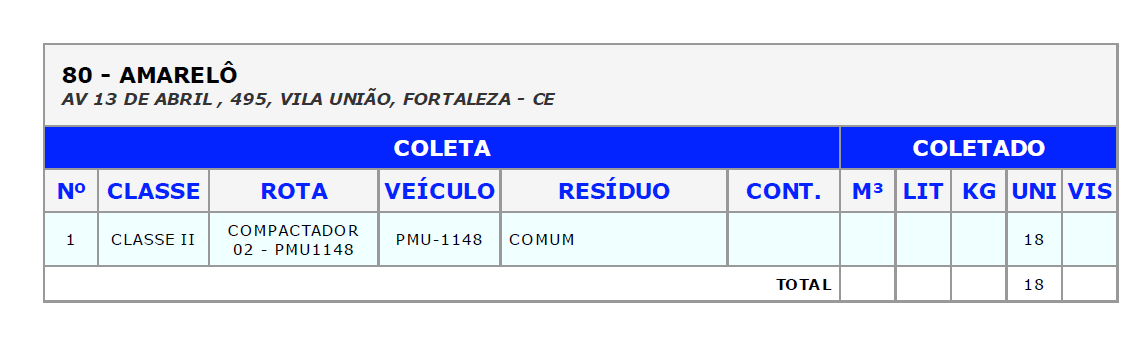 80 - AMARELÔ
AV 13 DE ABRIL , 495, VILA UNIÃO, FORTALEZA - CE
COLETA COLETADO
Nº CLASSE ROTA VEÍCULO RESÍDUO CONT. M³ LIT KG UNI VIS
1 CLASSE II COMPACTADOR 02 - PMU1148 PMU-1148 COMUM 18
TOTAL 18